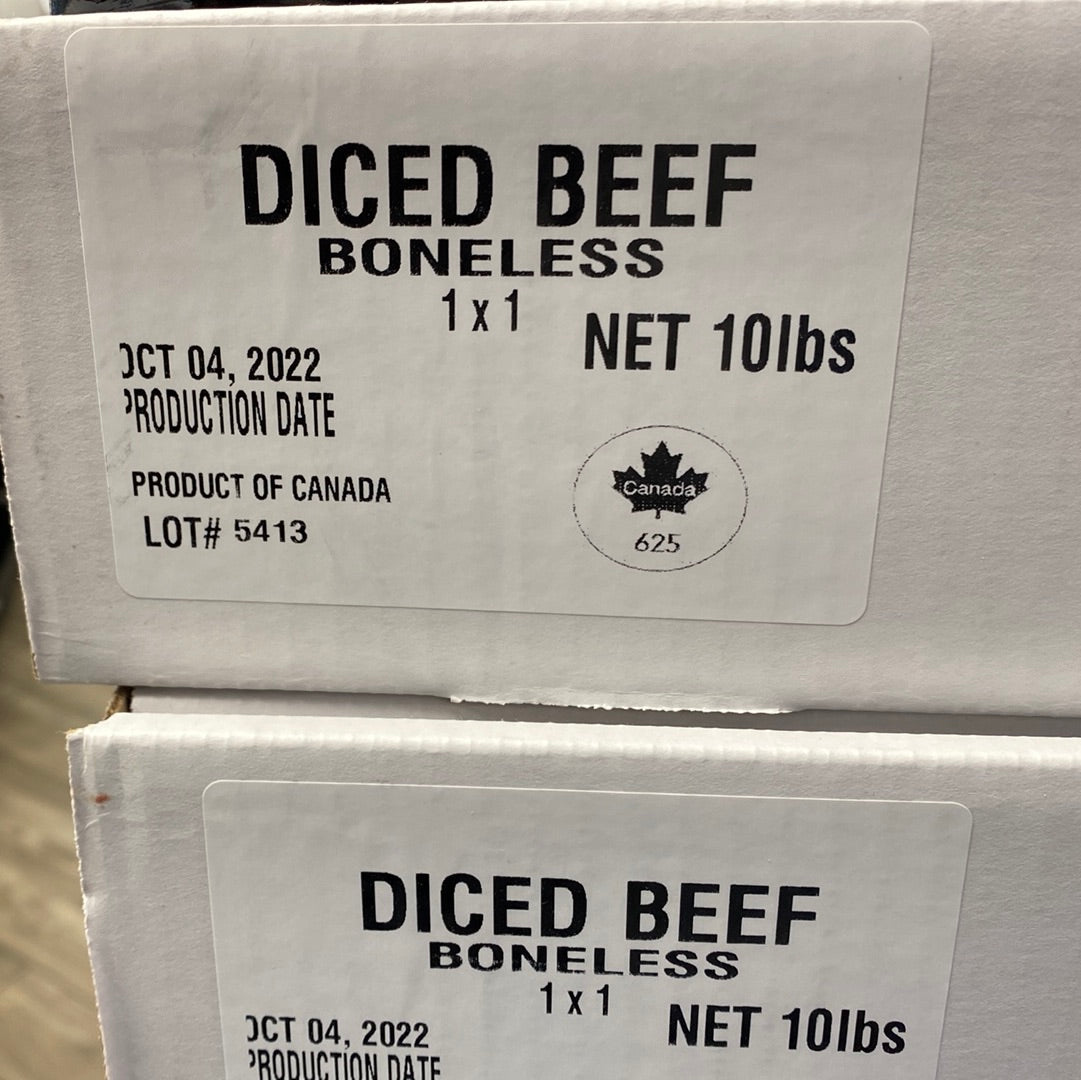 DICED BEEF
BONELESS
1 x 1
NET 10lbs
OCT 04, 2022
PRODUCTION DATE
PRODUCT OF CANADA
LOT# 5413
Canada
625
DICED BEEF
BONELESS
1 x 1
NET 10lbs
OCT 04, 2022
PRODUCTION DATE